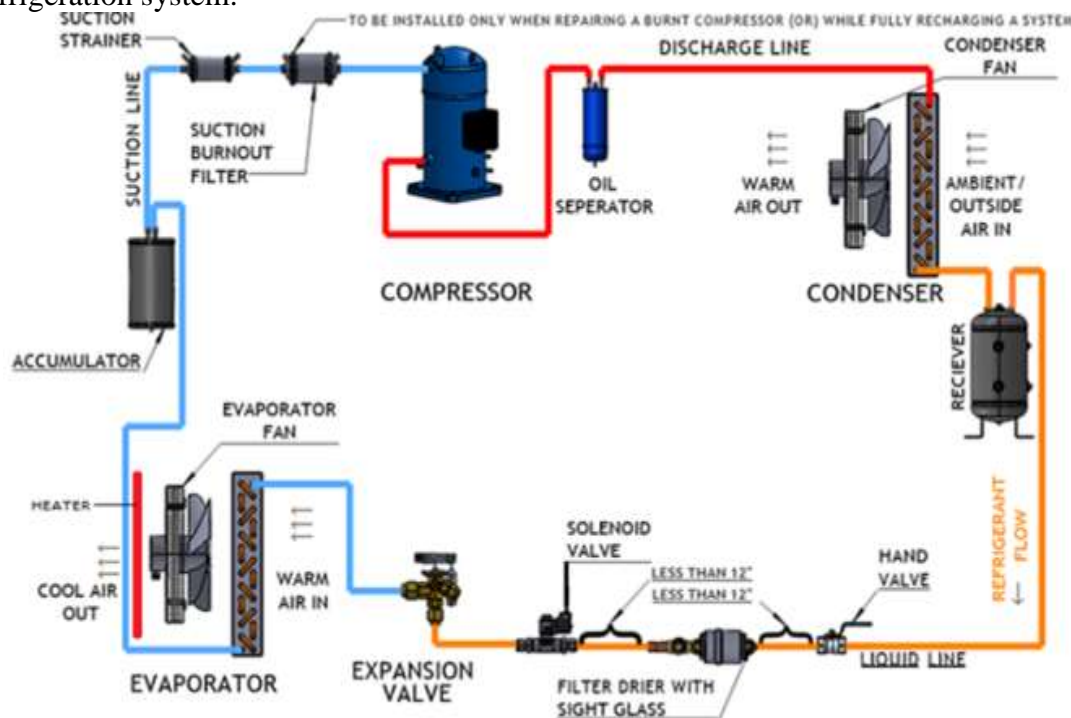 frigeration system.
SUCTION
STRAINER
TO BE INSTALLED ONLY WHEN REPAIRING A BURNT COMPRESSOR (OR) WHILE FULLY RECHARGING A SYSTEM
DISCHARGE LINE
CONDENSER
FAN
SUCTION LINE
SUCTION
BURNOUT
FILTER
OIL
SEPERATOR
WARM
AIR OUT
AMBIENT/
OUTSIDE
AIR IN
COMPRESSOR
CONDENSER
ACCUMULATOR
RECIEVER
EVAPORATOR
FAN
HEATER
COOL AIR
OUT
WARM
AIR IN
SOLENOID
VALVE
LESS THAN 12"
LESS THAN 12"
HAND
VALVE
REFRIGERANT
FLOW
EVAPORATOR
EXPANSION
VALVE
FILTER DRIER WITH
SIGHT GLASS
LIQUID LINE